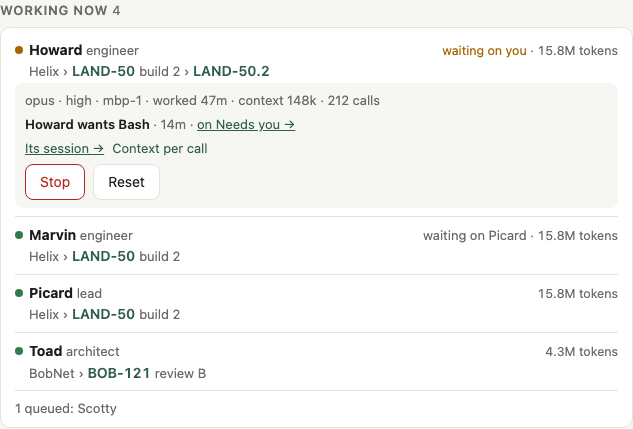 WORKING NOW 4
Howard engineer waiting on you · 15.8M tokens
Helix › LAND-50 build 2 › LAND-50.2
opus · high · mbp-1 · worked 47m · context 148k · 212 calls
Howard wants Bash · 14m · on Needs you →
Its session → Context per call
Stop Reset
Marvin engineer waiting on Picard · 15.8M tokens
Helix › LAND-50 build 2
Picard lead 15.8M tokens
Helix › LAND-50 build 2
Toad architect 4.3M tokens
BobNet › BOB-121 review B
1 queued: Scotty